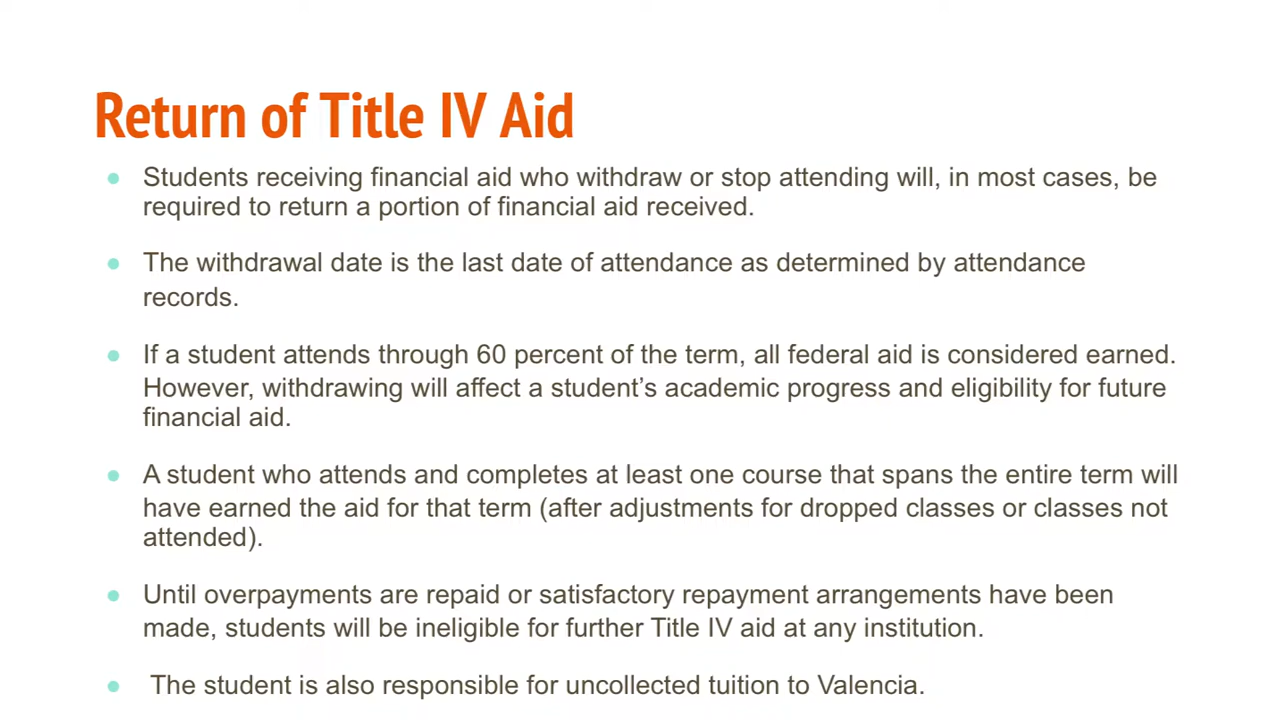 Return of Title IV Aid
● Students receiving financial aid who withdraw or stop attending will, in most cases, be
required to return a portion of financial aid received.
● The withdrawal date is the last date of attendance as determined by attendance
records.
● If a student attends through 60 percent of the term, all federal aid is considered earned.
However, withdrawing will affect a student’s academic progress and eligibility for future
financial aid.
● A student who attends and completes at least one course that spans the entire term will
have earned the aid for that term (after adjustments for dropped classes or classes not
attended).
● Until overpayments are repaid or satisfactory repayment arrangements have been
made, students will be ineligible for further Title IV aid at any institution.
● The student is also responsible for uncollected tuition to Valencia.